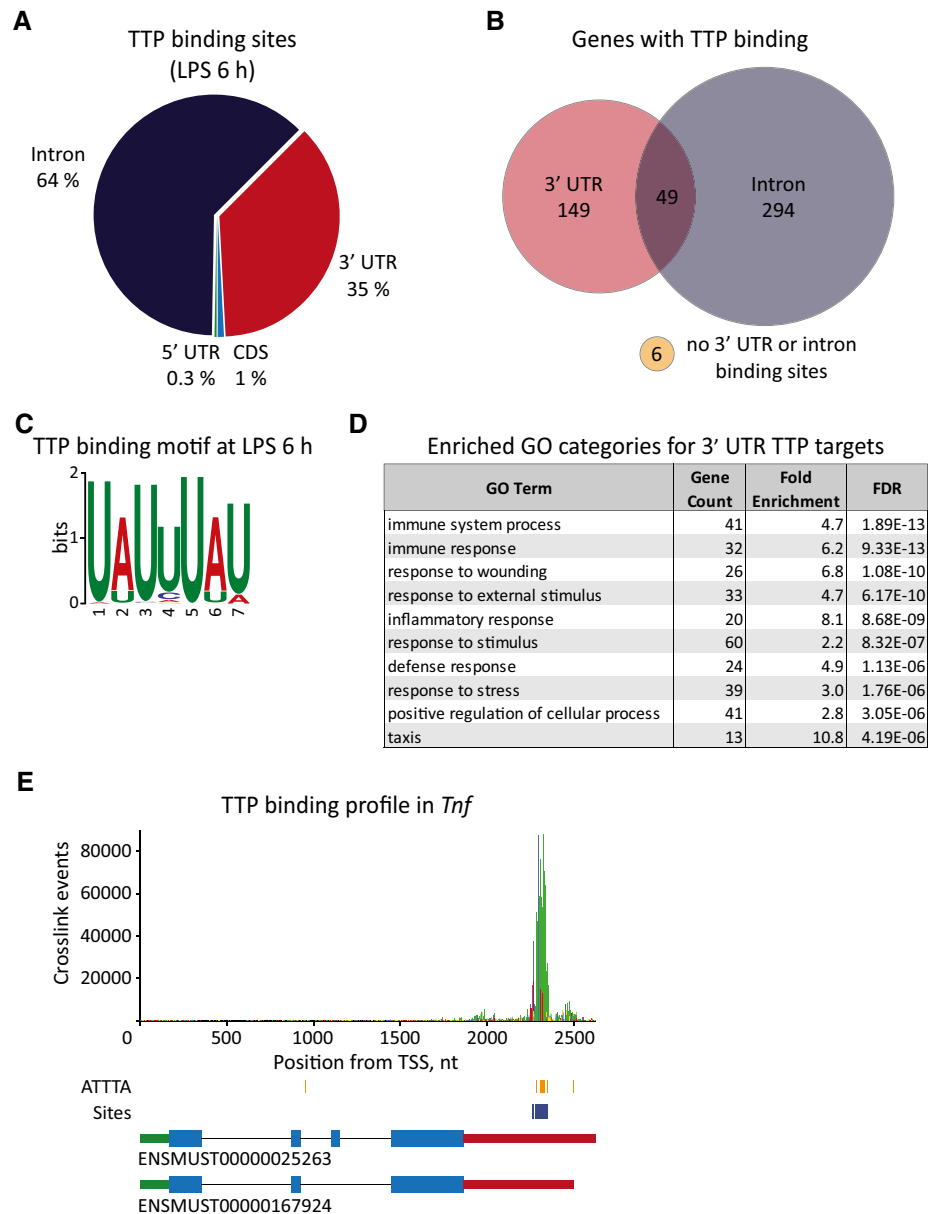 A
TTP binding sites
(LPS 6 h)
Intron
64 %
3’ UTR
35 %
5’ UTR
0.3 %
CDS
1 %
B
Genes with TTP binding
3’ UTR
149
49
Intron
294
6
no 3’ UTR or intron
binding sites
C
TTP binding motif at LPS 6 h
bits
2
1
0
U A U U U A U
U C U A
1 2 3 4 5 6 7
D
Enriched GO categories for 3’ UTR TTP targets
GO Term Gene Count Fold Enrichment FDR
immune system process 41 4.7 1.89E-13
immune response 32 6.2 9.33E-13
response to wounding 26 6.8 1.08E-10
response to external stimulus 33 4.7 6.17E-10
inflammatory response 20 8.1 8.68E-09
response to stimulus 60 2.2 8.32E-07
defense response 24 4.9 1.13E-06
response to stress 39 3.0 1.76E-06
positive regulation of cellular process 41 2.8 3.05E-06
taxis 13 10.8 4.19E-06
E
TTP binding profile in Tnf
Crosslink events
80000
60000
40000
20000
0 500 1000 1500 2000 2500
Position from TSS, nt
ATTTA
Sites
ENSMUST00000025263
ENSMUST00000167924